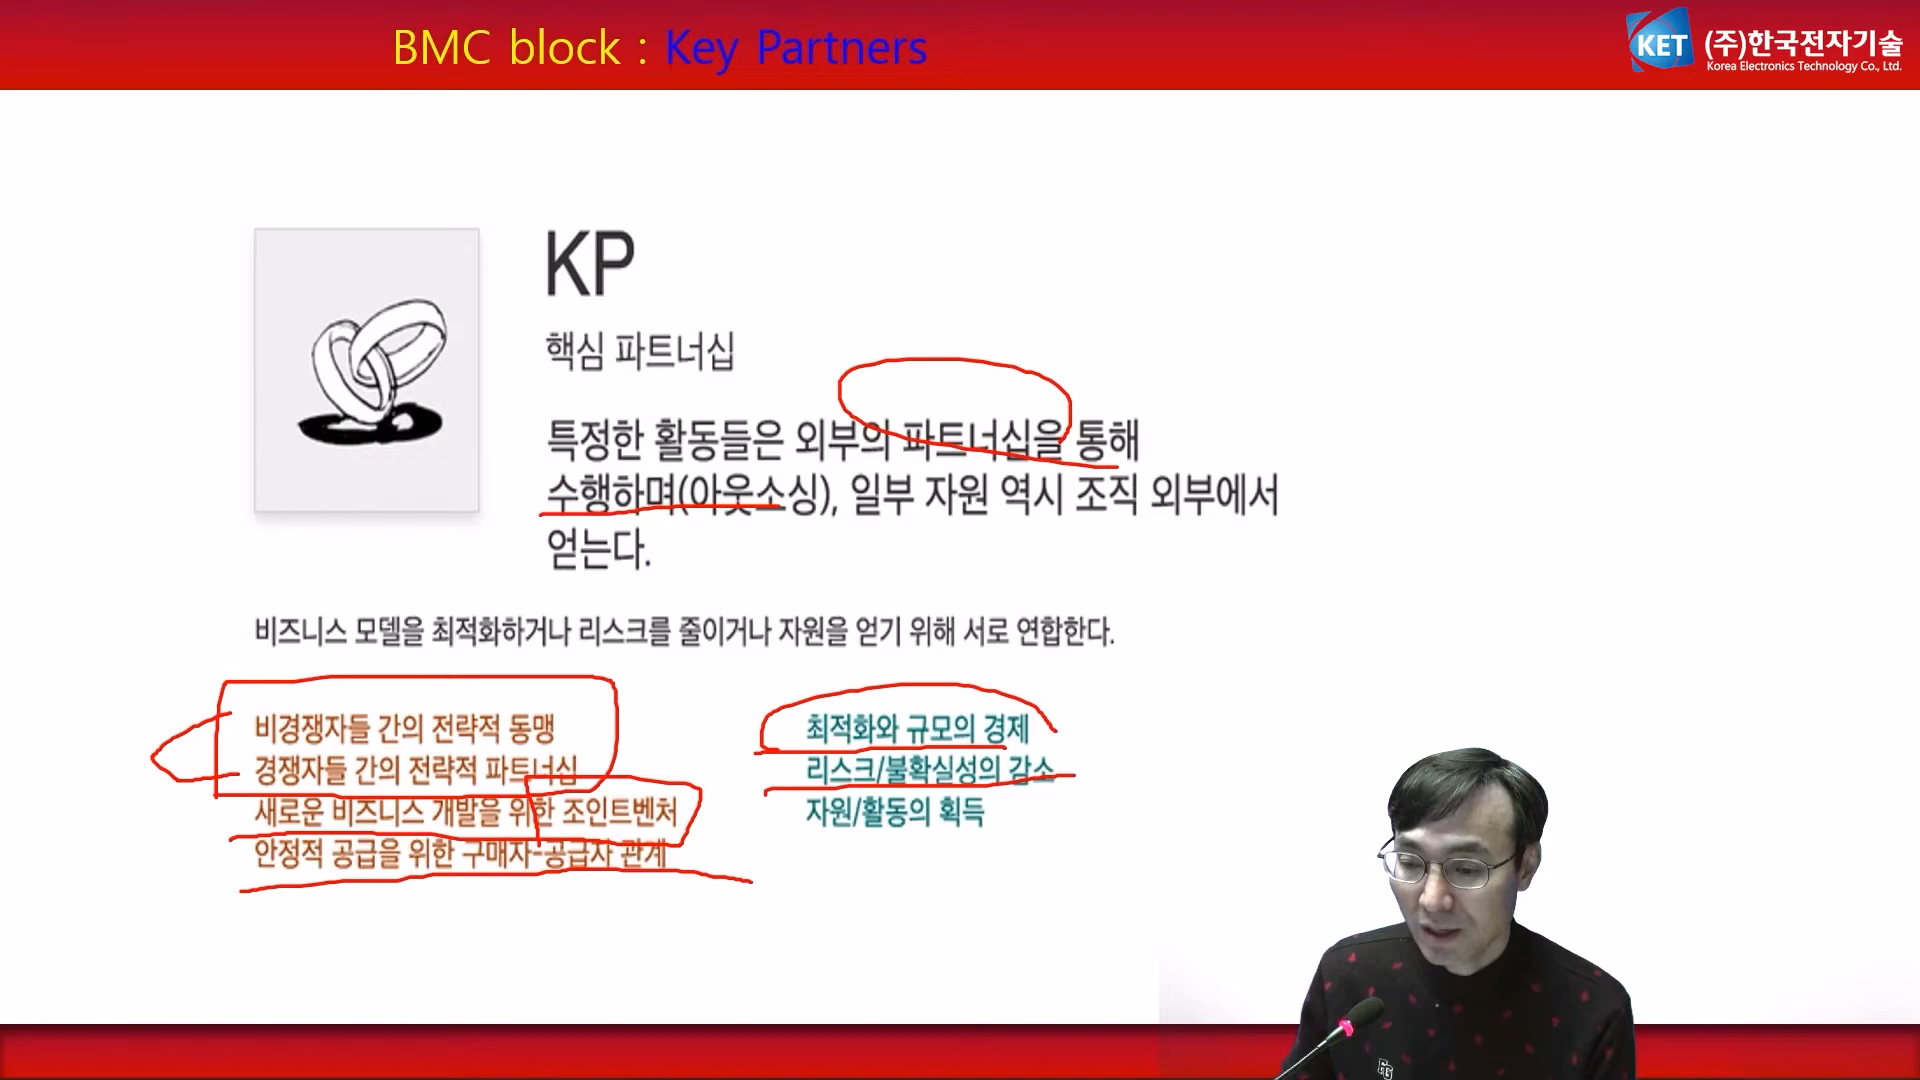 BMC block : Key Partners
KET (주)한국전자기술
Korea Electronics Technology Co., Ltd.
KP
핵심 파트너십
특정한 활동들은 외부의 파트너십을 통해
수행하며(아웃소싱), 일부 자원 역시 조직 외부에서
얻는다.
비즈니스 모델을 최적화하거나 리스크를 줄이거나 자원을 얻기 위해 서로 연합한다.
비경쟁자들 간의 전략적 동맹
경쟁자들 간의 전략적 파트너십
새로운 비즈니스 개발을 위한 조인트벤처
안정적 공급을 위한 구매자-공급자 관계
최적화와 규모의 경제
리스크/불확실성의 감소
자원/활동의 획득